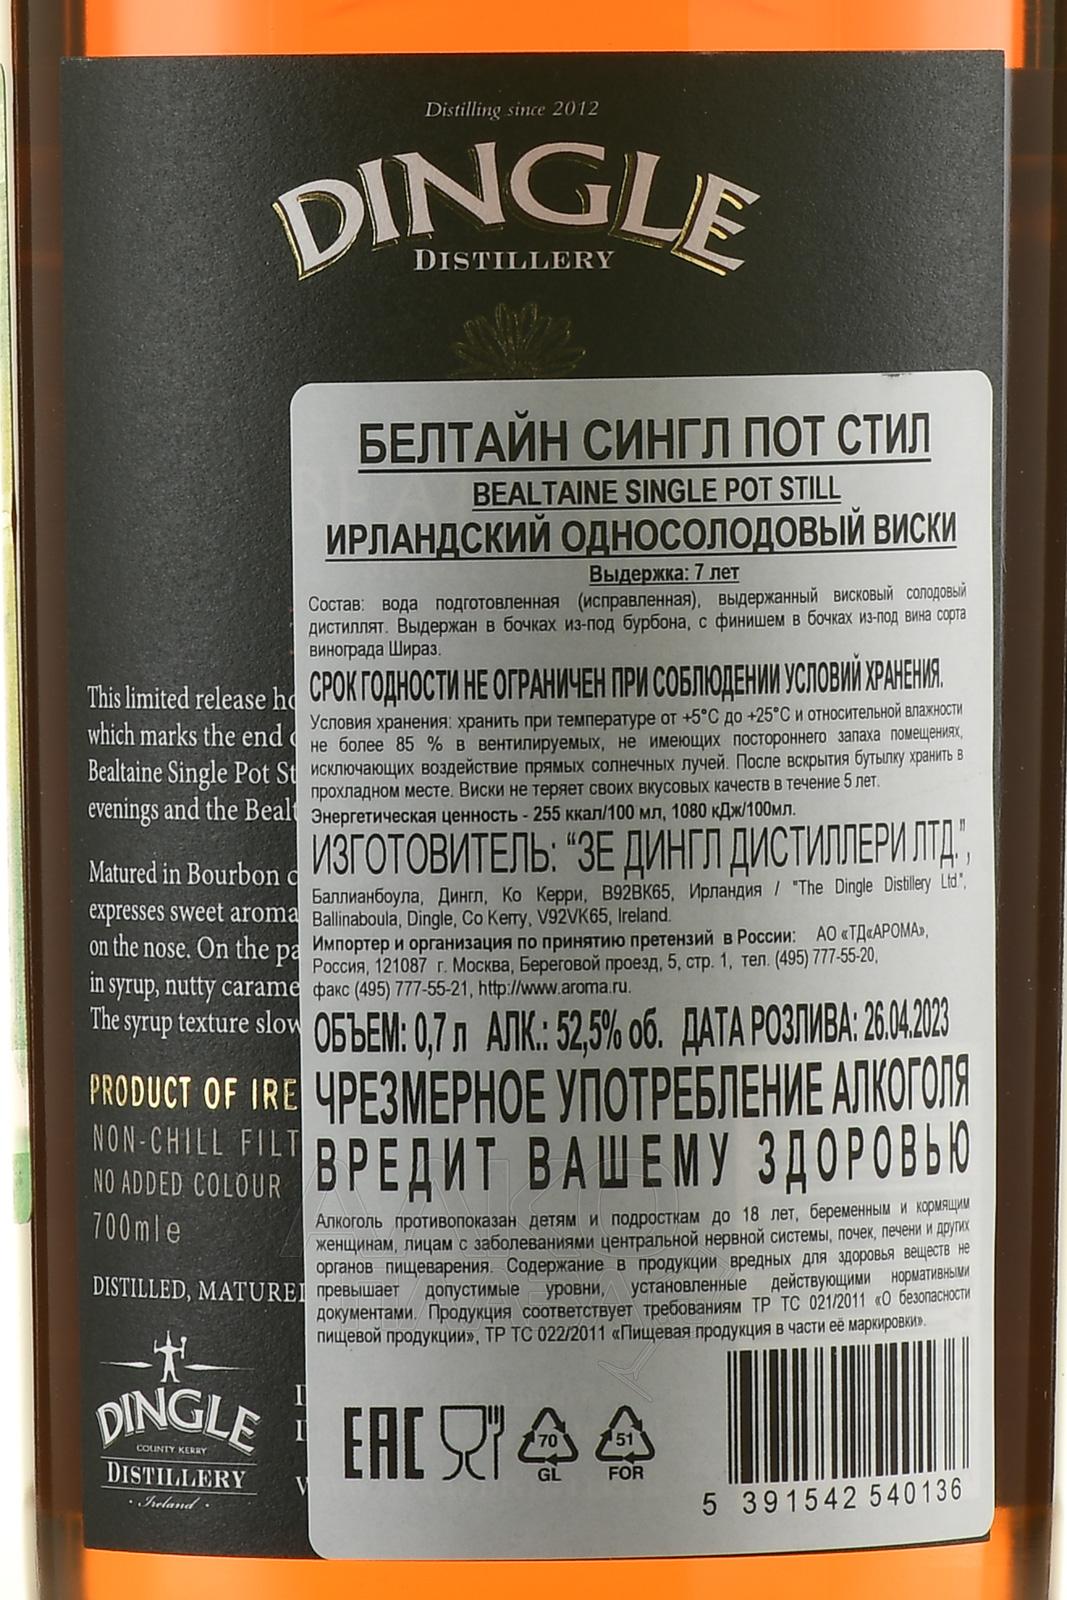 Distilling since 2012
DINGLE
DISTILLERY
БЕЛТАЙН СИНГЛ ПОТ СТИЛ
BEALTAINE SINGLE POT STILL
ИРЛАНДСКИЙ ОДНОСОЛОДОВЫЙ ВИСКИ
Выдержка: 7 лет
Состав: вода подготовленная (исправленная), выдержанный висковый солодовый
дистиллят. Выдержан в бочках из-под бурбона, с финишем в бочках из-под вина сорта
винограда Шираз.
СРОК ГОДНОСТИ НЕ ОГРАНИЧЕН ПРИ СОБЛЮДЕНИИ УСЛОВИЙ ХРАНЕНИЯ.
Условия хранения: хранить при температуре от +5°С до +25°С и относительной влажности
не более 85 % в вентилируемых, не имеющих постороннего запаха помещениях,
исключающих воздействие прямых солнечных лучей. После вскрытия бутылку хранить в
прохладном месте. Виски не теряет своих вкусовых качеств в течение 5 лет.
Энергетическая ценность - 255 ккал/100 мл, 1080 кДж/100мл.
ИЗГОТОВИТЕЛЬ: “ЗЕ ДИНГЛ ДИСТИЛЛЕРИ ЛТД.”,
Баллианбоула, Дингл, Ко Керри, В92ВК65, Ирландия / "The Dingle Distillery Ltd.",
Ballinaboula, Dingle, Co Kerry, V92VK65, Ireland.
Импортер и организация по принятию претензий в России: АО «ТД«АРОМА»,
Россия, 121087 г. Москва, Береговой проезд, 5, стр. 1, тел. (495) 777-55-20,
факс (495) 777-55-21, http://www.aroma.ru.
ОБЪЕМ: 0,7 л АЛК.: 52,5% об. ДАТА РОЗЛИВА: 26.04.2023
ЧРЕЗМЕРНОЕ УПОТРЕБЛЕНИЕ АЛКОГОЛЯ
ВРЕДИТ ВАШЕМУ ЗДОРОВЬЮ
Алкоголь противопоказан детям и подросткам до 18 лет, беременным и кормящим
женщинам, лицам с заболеваниями центральной нервной системы, почек, печени и других
органов пищеварения. Содержание в продукции вредных для здоровья веществ не
превышает допустимые уровни, установленные действующими нормативными
документами. Продукция соответствует требованиям ТР ТС 021/2011 «О безопасности
пищевой продукции», ТР ТС 022/2011 «Пищевая продукция в части её маркировки».
EAC
70
GL
51
FOR
5 391542 540136
This limited release
which marks the end
Bealtaine Single Pot St
evenings and the Bealt
Matured in Bourbon
expresses sweet aroma
on the nose. On the pa
in syrup, nutty carame
The syrup texture slow
PRODUCT OF IRE
NON-CHILL FILT
NO ADDED COLOUR
700ml e
DISTILLED, MATURE
DINGLE
COUNTY KERRY
DISTILLERY
Ireland